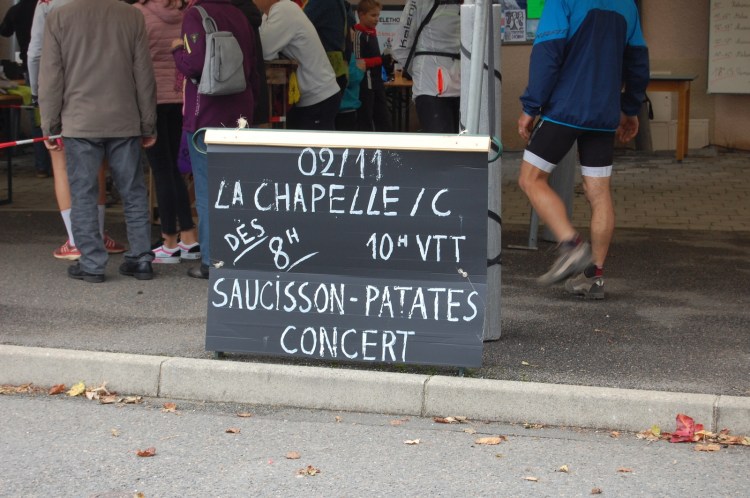 02/11
LA CHAPELLE/C
DÈS 8H 10H VTT
SAUCISSON-PATATES
CONCERT